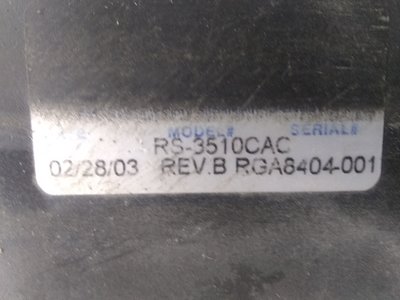 MODEL# SERIAL#
RS-3510CAC
02/28/03 REV.B RGA8404-001